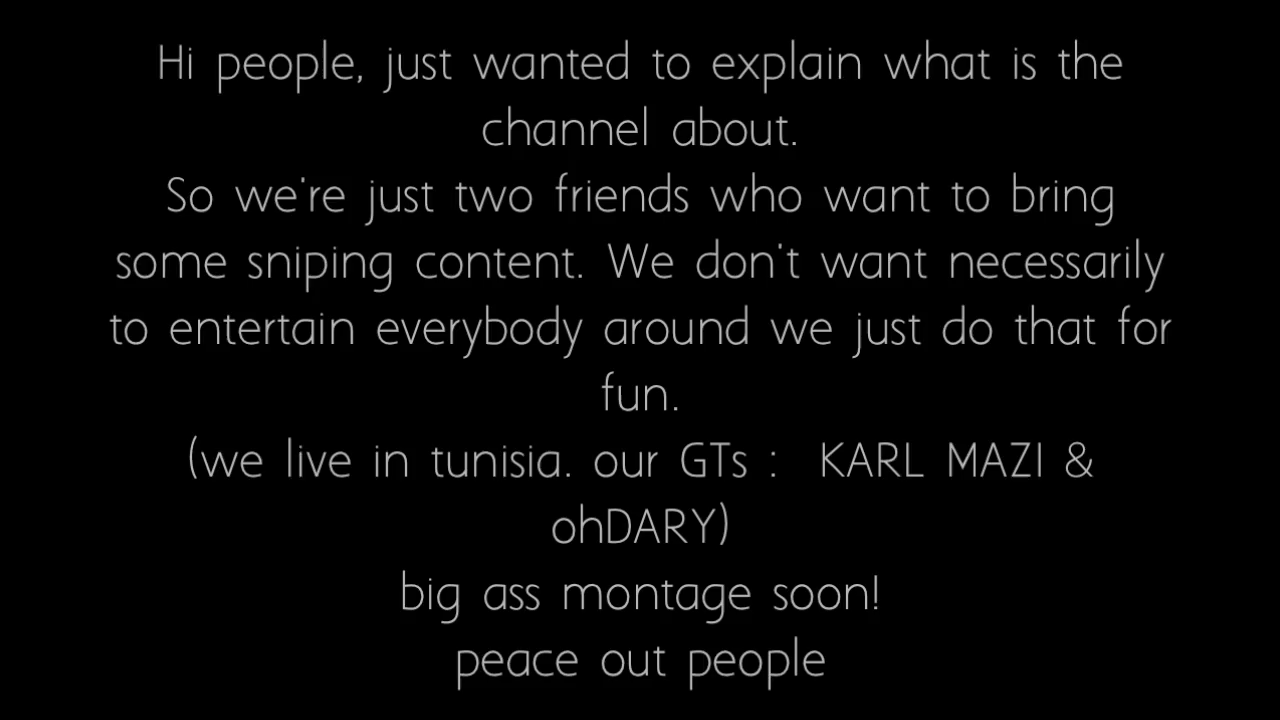 Hi people, just wanted to explain what is the
channel about.
So we're just two friends who want to bring
some sniping content. We don't want necessarily
to entertain everybody around we just do that for
fun.
(we live in tunisia. our GTs :  KARL MAZI &
ohDARY)
big ass montage soon!
peace out people